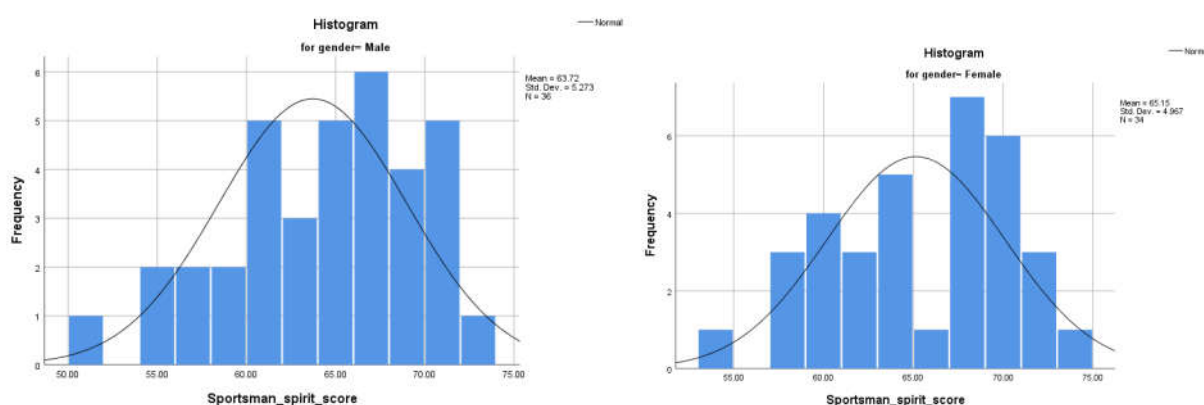 Histogram
Normal
for gender= Male
Mean = 63.72
Std. Dev. = 5.273
N = 36
6
5
4
3
2
1
0
Frequency
50.00 55.00 60.00 65.00 70.00 75.00
Sportsman_spirit_score
Histogram
for gender= Female
Mean = 65.15
Std. Dev. = 4.967
N = 34
6
4
2
0
Frequency
55.00 60.00 65.00 70.00 75.00
Sportsman_spirit_score